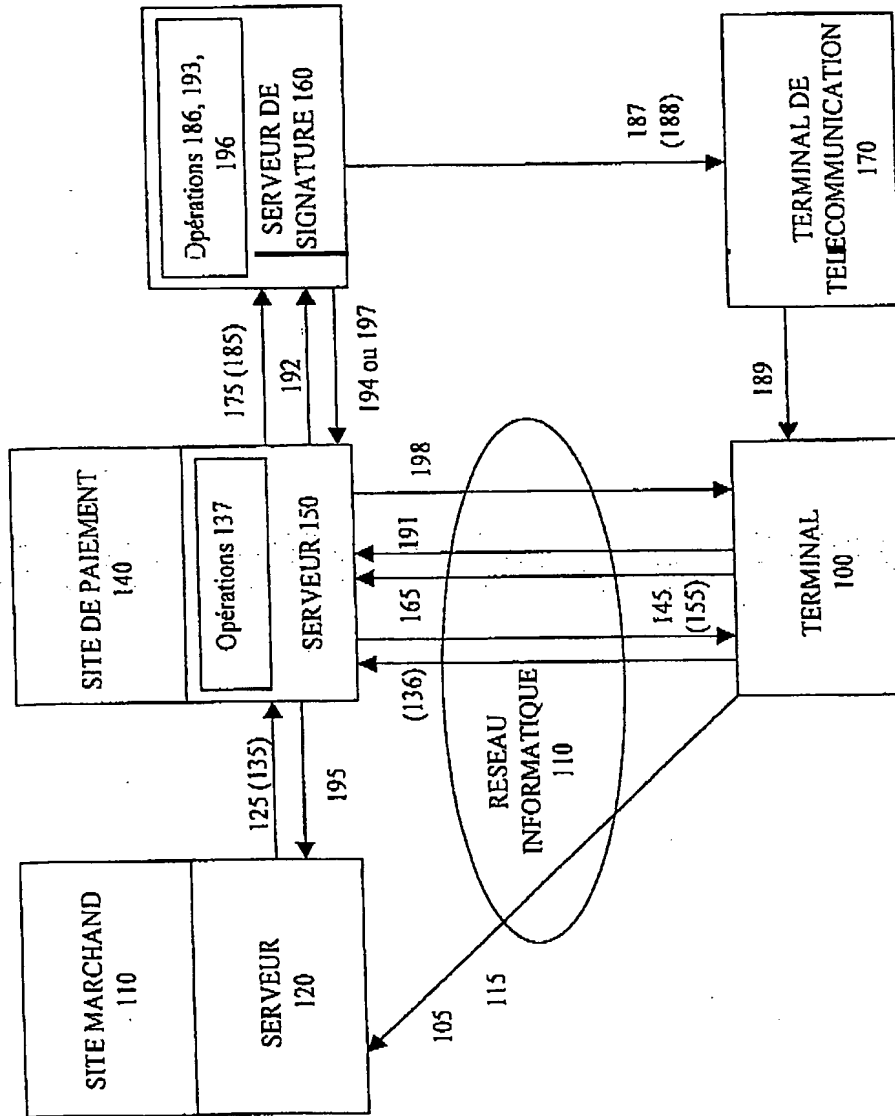 SITE MARCHAND
110
SERVEUR
120
125 (135)
195
SITE DE PAIEMENT
140
Opérations 137
SERVEUR 150
175 (185)
192
194 ou 197
Opérations 186, 193,
196
SERVEUR DE
SIGNATURE 160
105
115
RESEAU
INFORMATIQUE
110
(136)
165
191
198
145
(155)
187
(188)
TERMINAL
100
189
TERMINAL DE
TELECOMMUNICATION
170